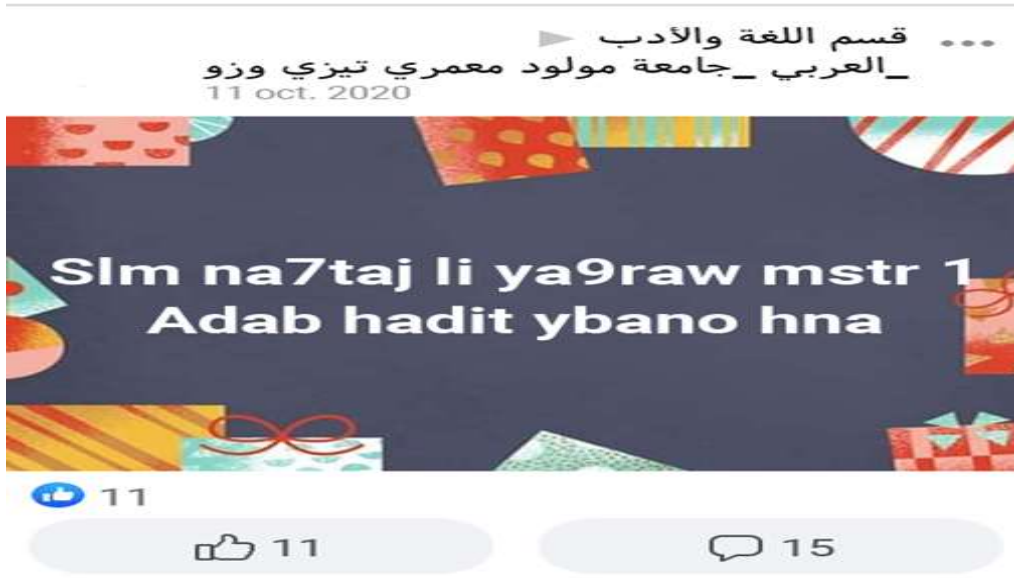 قسم اللغة والأدب
_العربي _جامعة مولود معمري تيزي وزو
11 oct. 2020
Slm na7taj li ya9raw mstr 1
Adab hadit ybano hna
11
11
15